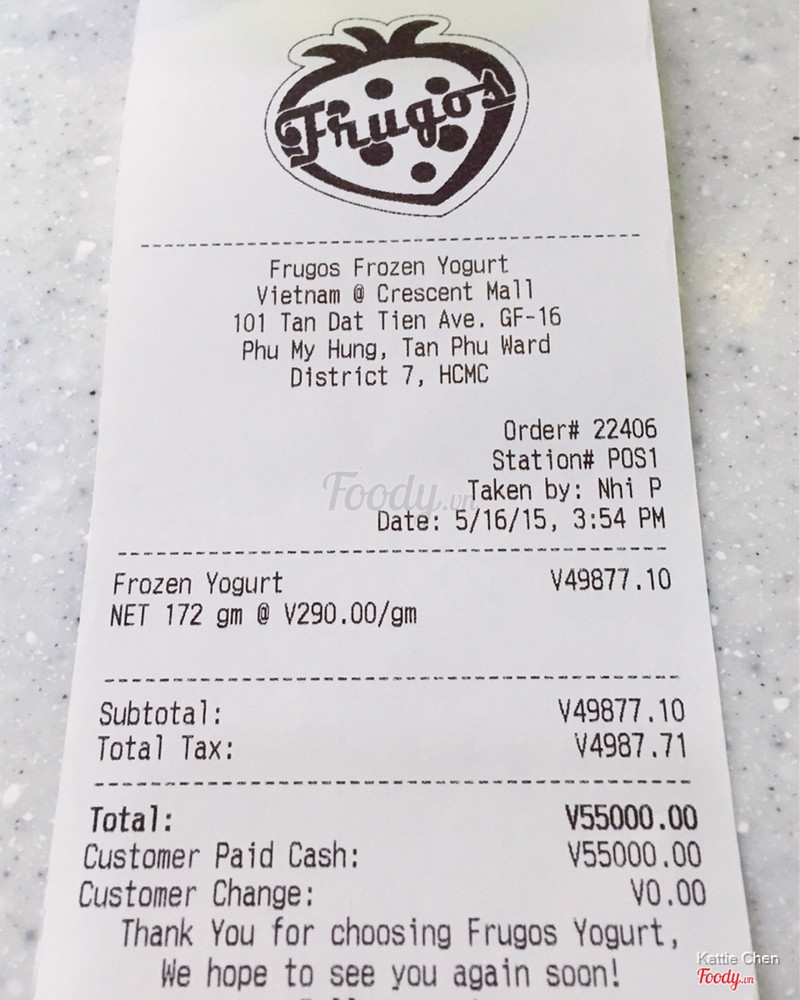 Frugos
Frugos Frozen Yogurt
Vietnam @ Crescent Mall
101 Tan Dat Tien Ave. GF-16
Phu My Hung, Tan Phu Ward
District 7, HCMC
Order# 22406
Station# POS1
Foody.vn
Taken by: Nhi P
Date: 5/16/15, 3:54 PM
Frozen Yogurt V49877.10
NET 172 gm @ V290.00/gm
Subtotal: V49877.10
Total Tax: V4987.71
Total: V55000.00
Customer Paid Cash: V55000.00
Customer Change: V0.00
Thank You for choosing Frugos Yogurt,
We hope to see you again soon!
Kattie Chen
Foody.vn